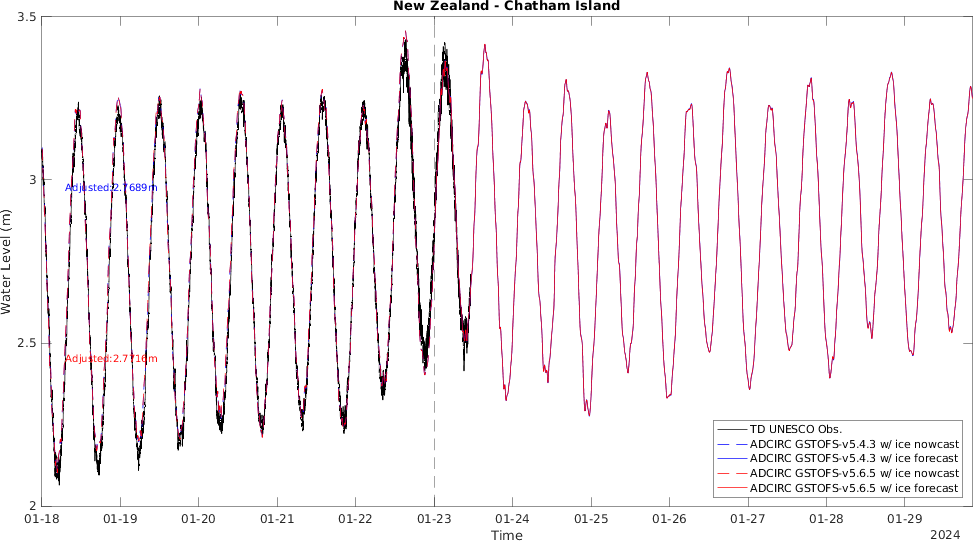 New Zealand - Chatham Island
3.5
3
2.5
2
Water Level (m)
Adjusted:2.7689m
Adjusted:2.7716m
TD UNESCO Obs.
ADCIRC GSTOFS-v5.4.3 w/ ice nowcast
ADCIRC GSTOFS-v5.4.3 w/ ice forecast
ADCIRC GSTOFS-v5.6.5 w/ ice nowcast
ADCIRC GSTOFS-v5.6.5 w/ ice forecast
01-18 01-19 01-20 01-21 01-22 01-23 01-24 01-25 01-26 01-27 01-28 01-29
Time
2024